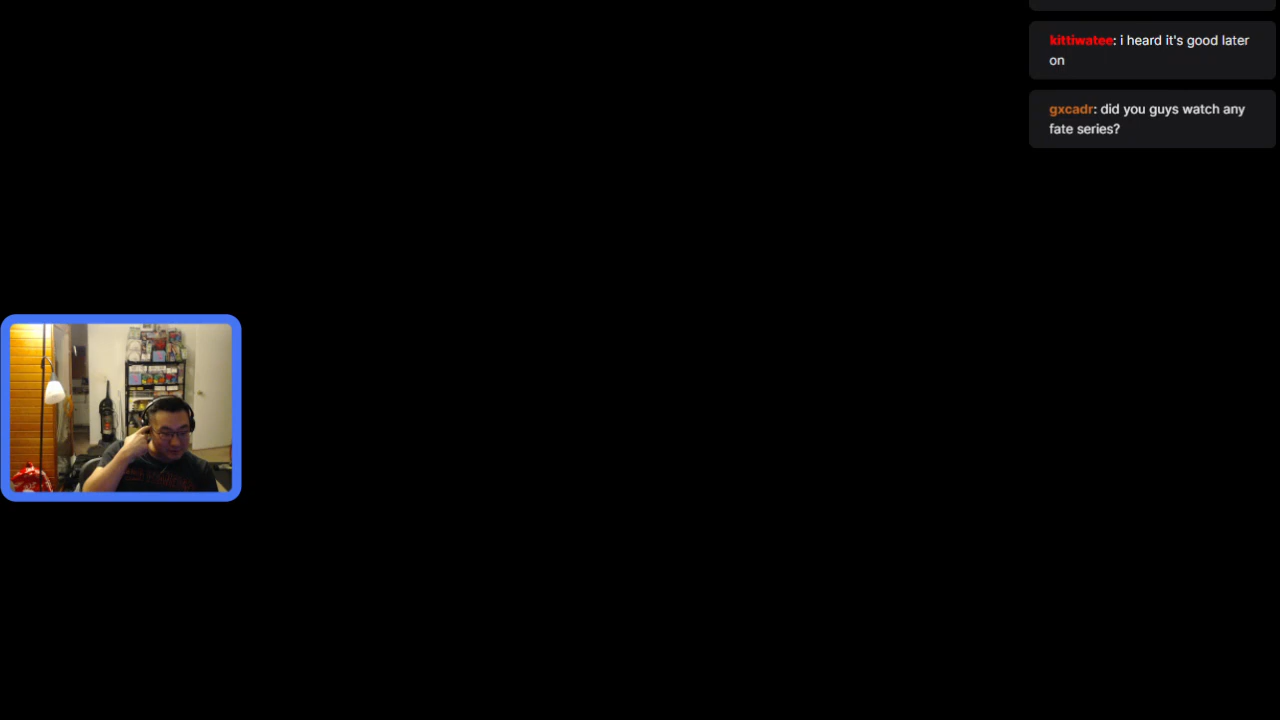 kittiwatee: i heard it's good later
on
gxcadr: did you guys watch any
fate series?